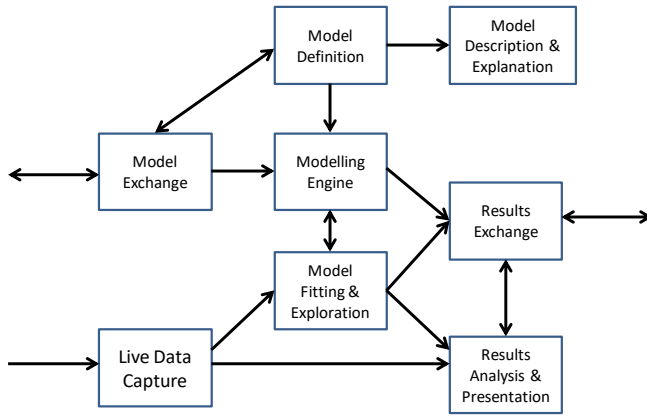 Model
Definition
Model
Description &
Explanation
Model
Exchange
Modelling
Engine
Results
Exchange
Model
Fitting &
Exploration
Live Data
Capture
Results
Analysis &
Presentation